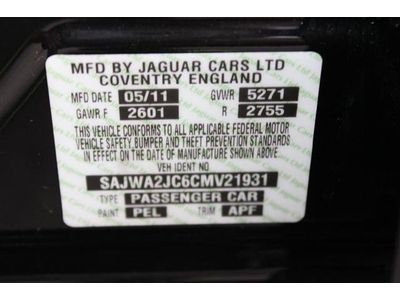 MFD BY JAGUAR CARS LTD
COVENTRY ENGLAND
MFD DATE 05/11 GVWR 5271
GAWR F 2601 R 2755
THIS VEHICLE CONFORMS TO ALL APPLICABLE FEDERAL MOTOR
VEHICLE SAFETY, BUMPER AND THEFT PREVENTION STANDARDS
IN EFFECT ON THE DATE OF MANUFACTURE SHOWN ABOVE
VEH IDENT NO
SAJWA2JC6CMV21931
TYPE PASSENGER CAR
PAINT PEL TRIM APF